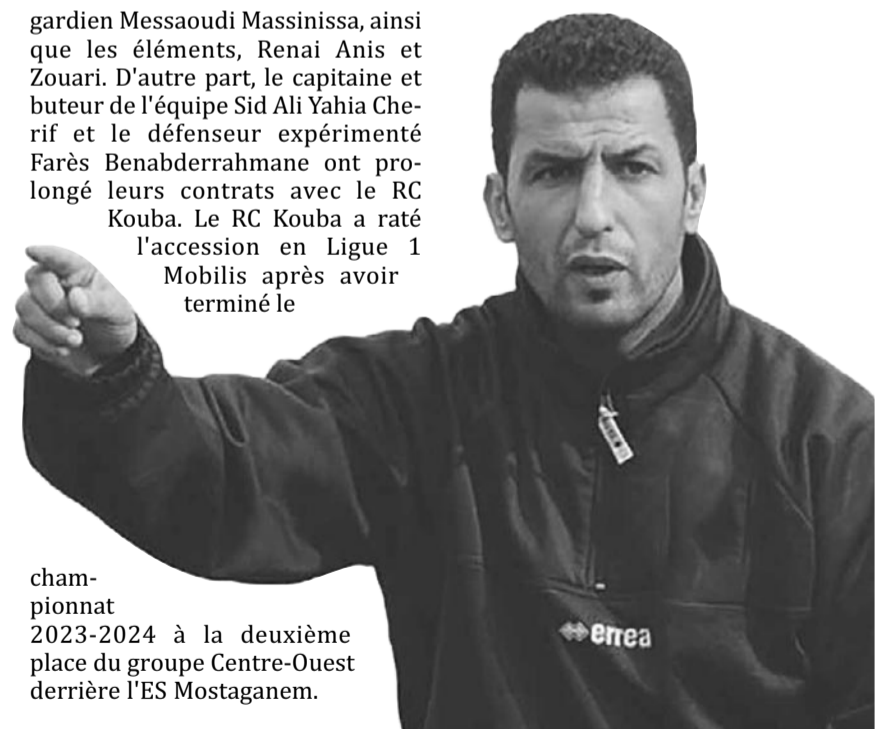 gardien Messaoudi Massinissa, ainsi
que les éléments, Renai Anis et
Zouari. D'autre part, le capitaine et
buteur de l'équipe Sid Ali Yahia Che-
rif et le défenseur expérimenté
Farès Benabderrahmane ont pro-
longé leurs contrats avec le RC
Kouba. Le RC Kouba a raté
l'accession en Ligue 1
Mobilis après avoir
terminé le
cham-
pionnat
2023-2024 à la deuxième
place du groupe Centre-Ouest
derrière l'ES Mostaganem.
errea